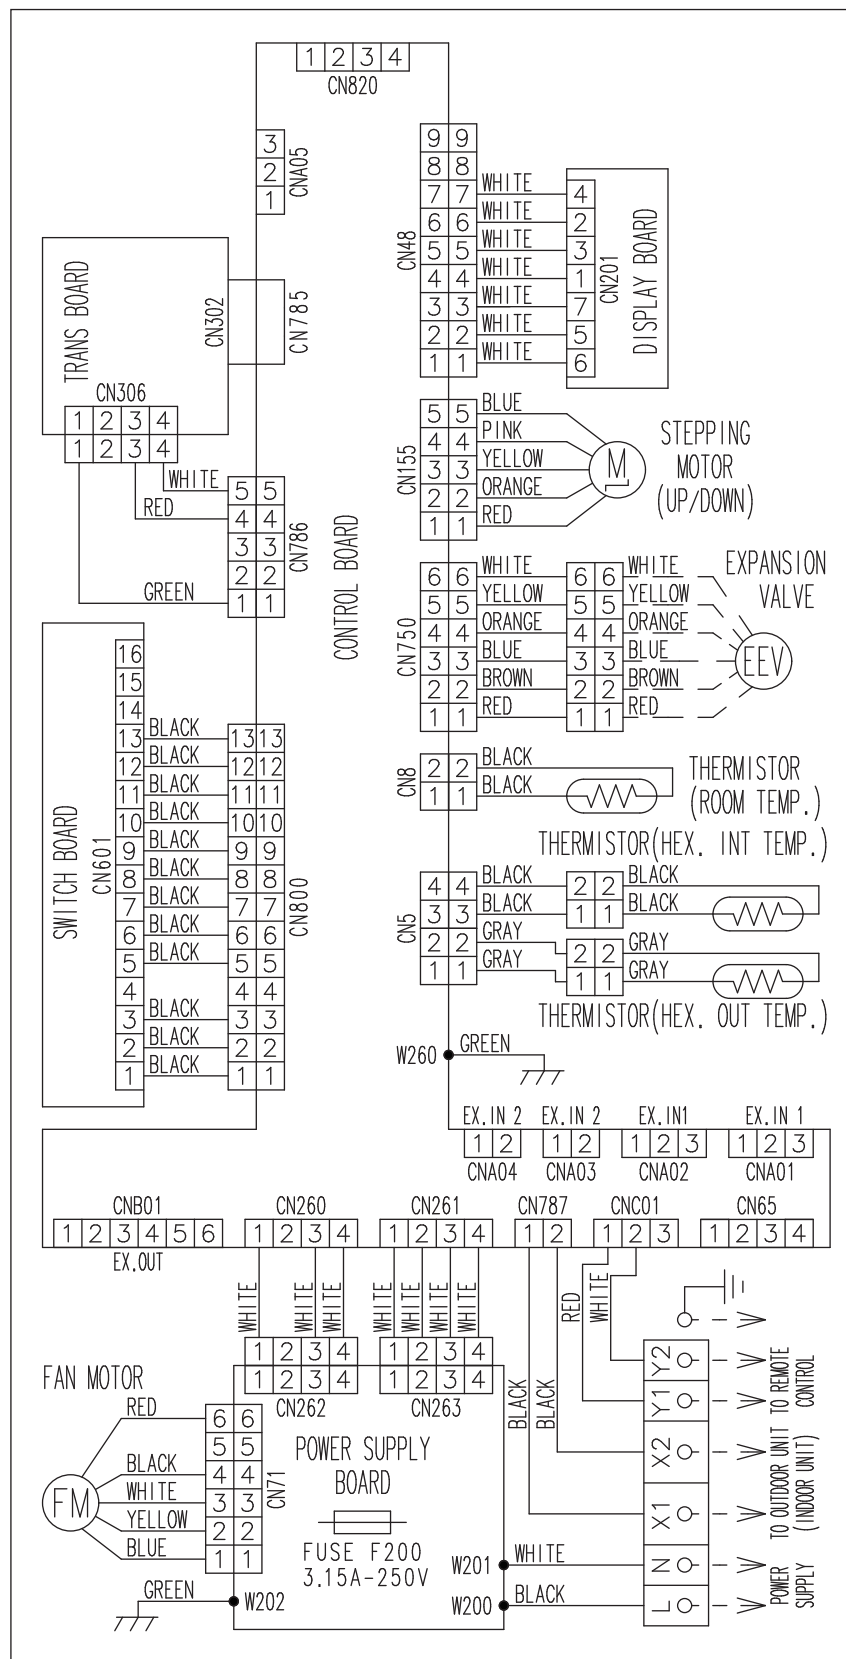 1 2 3 4
CN820
3
2
1
CNA05
9 9
8 8
7 7 WHITE 4
6 6 WHITE 2
5 5 WHITE 3
4 4 WHITE 1
3 3 WHITE 7
2 2 WHITE 5
1 1 WHITE 6
CN48
CN201
DISPLAY BOARD
TRANS BOARD
CN302
CN785
CN306
1 2 3 4
1 2 3 4
WHITE 5 5
RED 4 4
3 3
2 2
GREEN 1 1
CN786
CONTROL BOARD
5 5 BLUE
4 4 PINK
3 3 YELLOW
2 2 ORANGE
1 1 RED
CN155
M
STEPPING
MOTOR
(UP/DOWN)
6 6 WHITE 6 6 WHITE
5 5 YELLOW 5 5 YELLOW
4 4 ORANGE 4 4 ORANGE
3 3 BLUE 3 3 BLUE
2 2 BROWN 2 2 BROWN
1 1 RED 1 1 RED
CN750
EXPANSION
VALVE
EEV
SWITCH BOARD
CN601
16
15
14
13 BLACK 13 13
12 BLACK 12 12
11 BLACK 11 11
10 BLACK 10 10
9 BLACK 9 9
8 BLACK 8 8
7 BLACK 7 7
6 BLACK 6 6
5 BLACK 5 5
4 4 4
3 BLACK 3 3
2 BLACK 2 2
1 BLACK 1 1
CN800
2 2 BLACK
1 1 BLACK
CN8
THERMISTOR
(ROOM TEMP.)
THERMISTOR(HEX. INT TEMP.)
4 4 BLACK 2 2 BLACK
3 3 BLACK 1 1 BLACK
2 2 GRAY 2 2 GRAY
1 1 GRAY 1 1 GRAY
CN5
THERMISTOR(HEX. OUT TEMP.)
W260 GREEN
EX.IN 2 EX.IN 2 EX.IN1 EX.IN 1
1 2 1 2 1 2 3 1 2 3
CNA04 CNA03 CNA02 CNA01
CNB01 CN260 CN261 CN787 CNC01 CN65
1 2 3 4 5 6 1 2 3 4 1 2 3 4 1 2 1 2 3 1 2 3 4
EX.OUT
WHITE WHITE WHITE WHITE WHITE WHITE WHITE
RED WHITE
BLACK BLACK
1 2 3 4 1 2 3 4
1 2 3 4 1 2 3 4
CN262 CN263
FAN MOTOR
FM
RED 6 6
5 5
BLACK 4 4
WHITE 3 3
YELLOW 2 2
BLUE 1 1
CN71
POWER SUPPLY
BOARD
FUSE F200
3.15A-250V
GREEN W202
W201 WHITE
W200 BLACK
Y2
Y1
X2
X1
N
L
TO REMOTE
CONTROL
TO OUTDOOR UNIT
(INDOOR UNIT)
POWER
SUPPLY